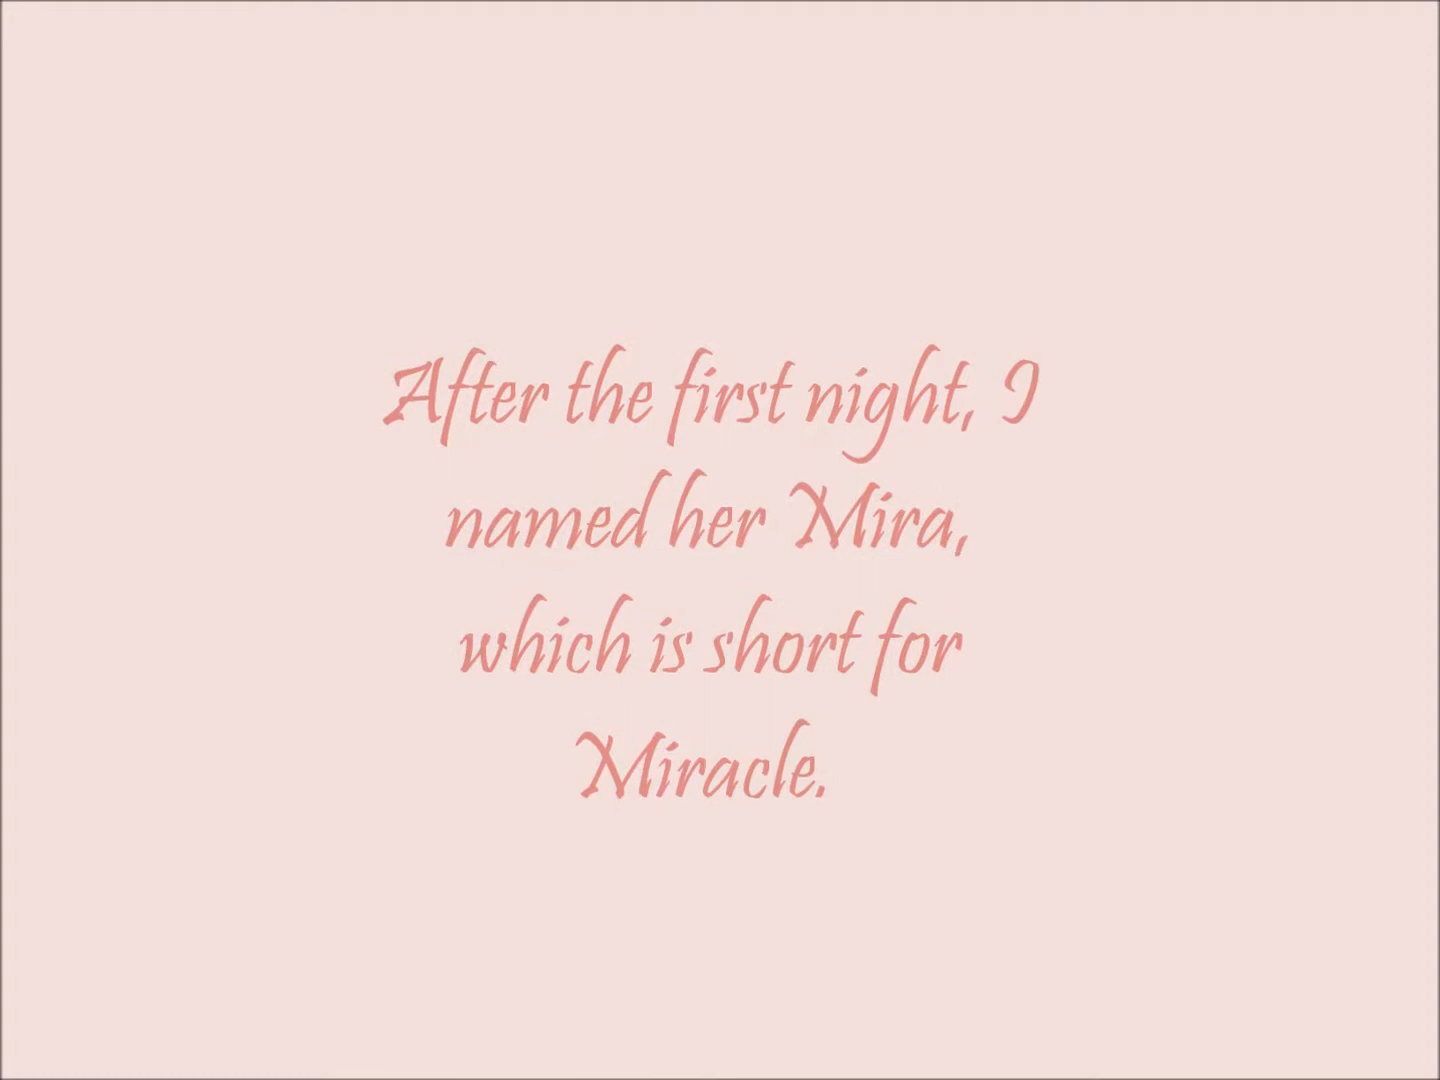 After the first night, I
named her Mira,
which is short for
Miracle.